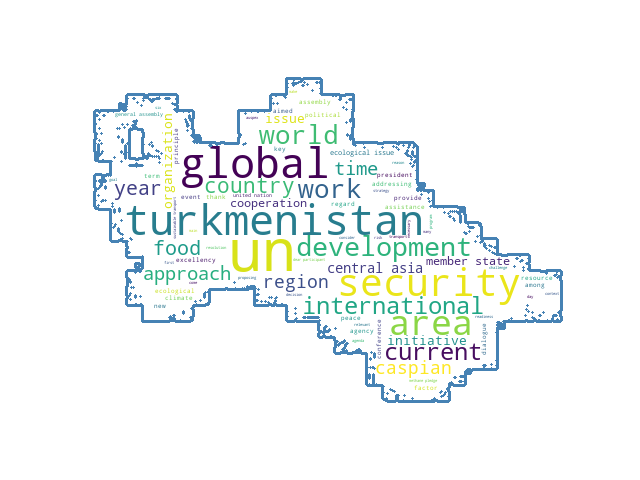 assembly
general assembly
aimed
political
issue
organization
principle
world
key
ecological issue
global
time
president
term
year
country
work
addressing
event
thank
united nation
provide
cooperation
regard
assistance
turkmenistan
un
development
food
excellency
central asia
member state
challenge
approach
region
security
resource
among
ecological
climate
new
decision
international
day
peace
area
agency
initiative
conference
dialogue
current
caspian
factor